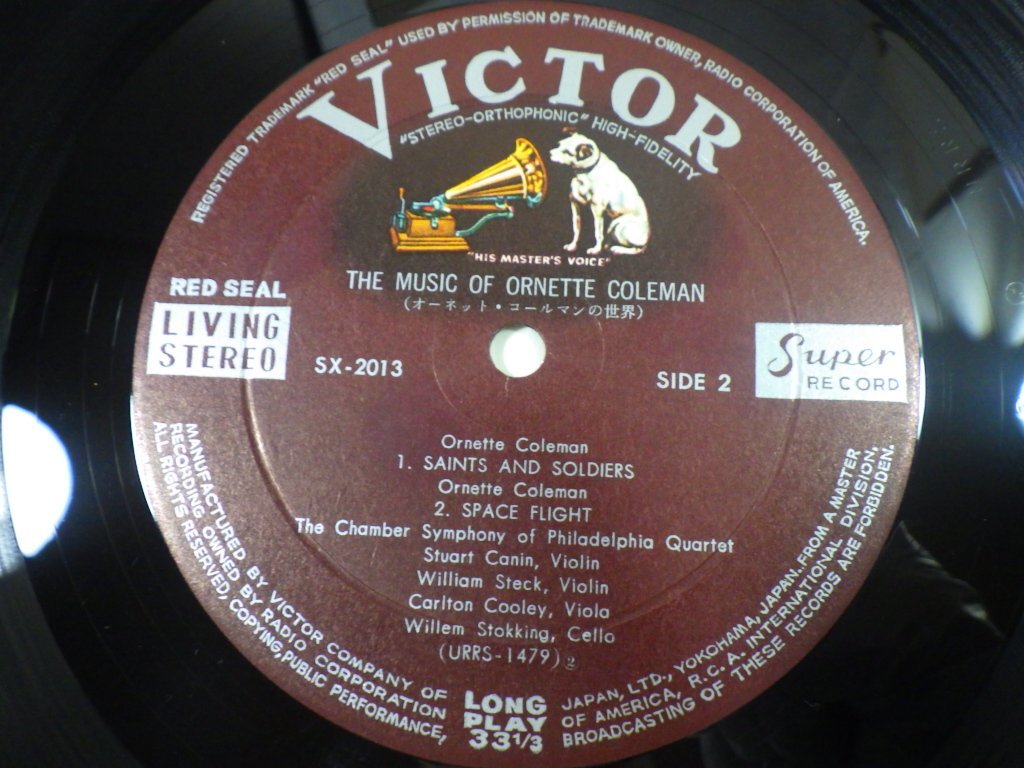 REGISTERED TRADEMARK "RED SEAL" USED BY PERMISSION OF TRADEMARK OWNER, RADIO CORPORATION OF AMERICA.
VICTOR
"STEREO-ORTHOPHONIC" HIGH-FIDELITY
"HIS MASTER'S VOICE"
THE MUSIC OF ORNETTE COLEMAN
(オーネット・コールマンの世界)
RED SEAL
LIVING
STEREO
SX-2013
SIDE 2
Super
RECORD
Ornette Coleman
1. SAINTS AND SOLDIERS
Ornette Coleman
2. SPACE FLIGHT
The Chamber Symphony of Philadelphia Quartet
Stuart Canin, Violin
William Steck, Violin
Carlton Cooley, Viola
Willem Stokking, Cello
(URRS-1479)②
LONG
PLAY
33 1/3
MANUFACTURED BY VICTOR COMPANY OF JAPAN, LTD., YOKOHAMA, JAPAN. FROM A MASTER
RECORDING OWNED BY RADIO CORPORATION OF AMERICA, R.C.A. INTERNATIONAL DIVISION,
ALL RIGHTS RESERVED, COPYING, PUBLIC PERFORMANCE, BROADCASTING OF THESE RECORDS ARE FORBIDDEN.